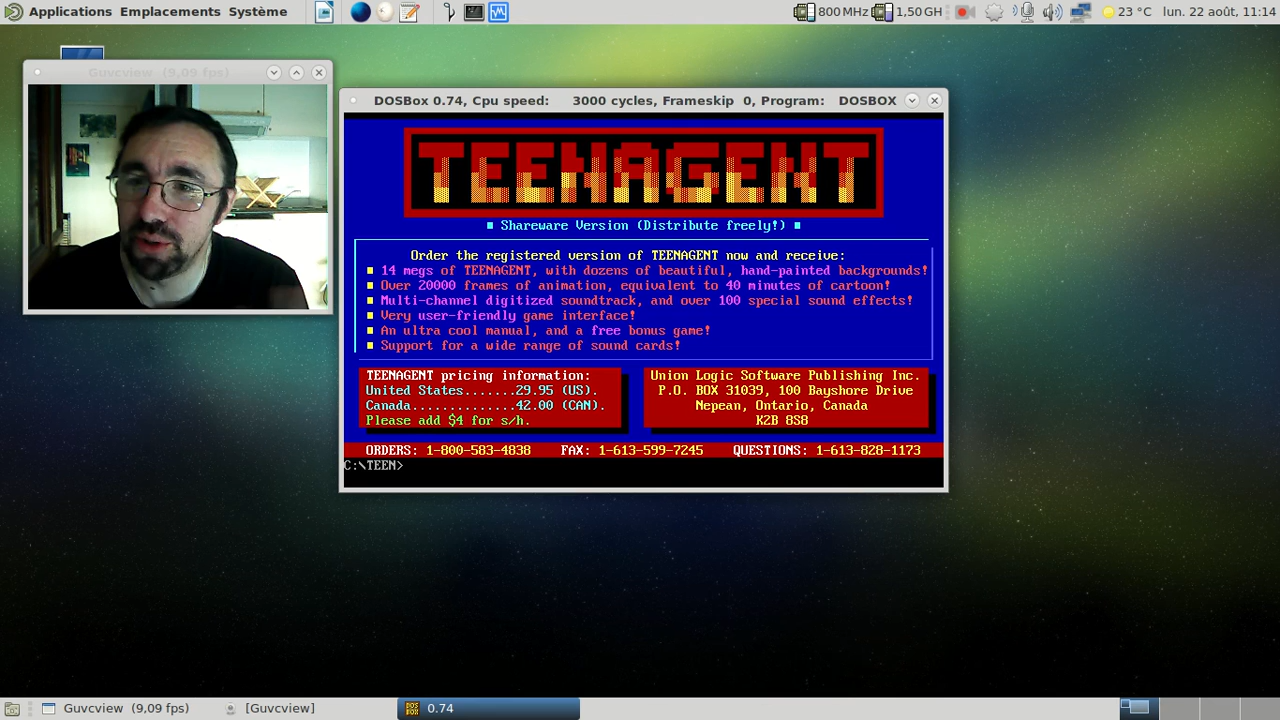 Applications Emplacements Système
800 MHz 1,50 GH 23 °C lun. 22 août, 11:14
Guvcview (9,09 fps)
DOSBox 0.74, Cpu speed: 3000 cycles, Frameskip 0, Program: DOSBOX
TEENAGENT
Shareware Version (Distribute freely!)
Order the registered version of TEENAGENT now and receive:
14 megs of TEENAGENT, with dozens of beautiful, hand-painted backgrounds!
Over 20000 frames of animation, equivalent to 40 minutes of cartoon!
Multi-channel digitized soundtrack, and over 100 special sound effects!
Very user-friendly game interface!
An ultra cool manual, and a free bonus game!
Support for a wide range of sound cards!
TEENAGENT pricing information:
United States.......29.95 (US).
Canada..............42.00 (CAN).
Please add $4 for s/h.
Union Logic Software Publishing Inc.
P.O. BOX 31039, 100 Bayshore Drive
Nepean, Ontario, Canada
K2B 8S8
ORDERS: 1-800-583-4838 FAX: 1-613-599-7245 QUESTIONS: 1-613-828-1173
C:\TEEN>
Guvcview (9,09 fps) [Guvcview] DOS BOX 0.74